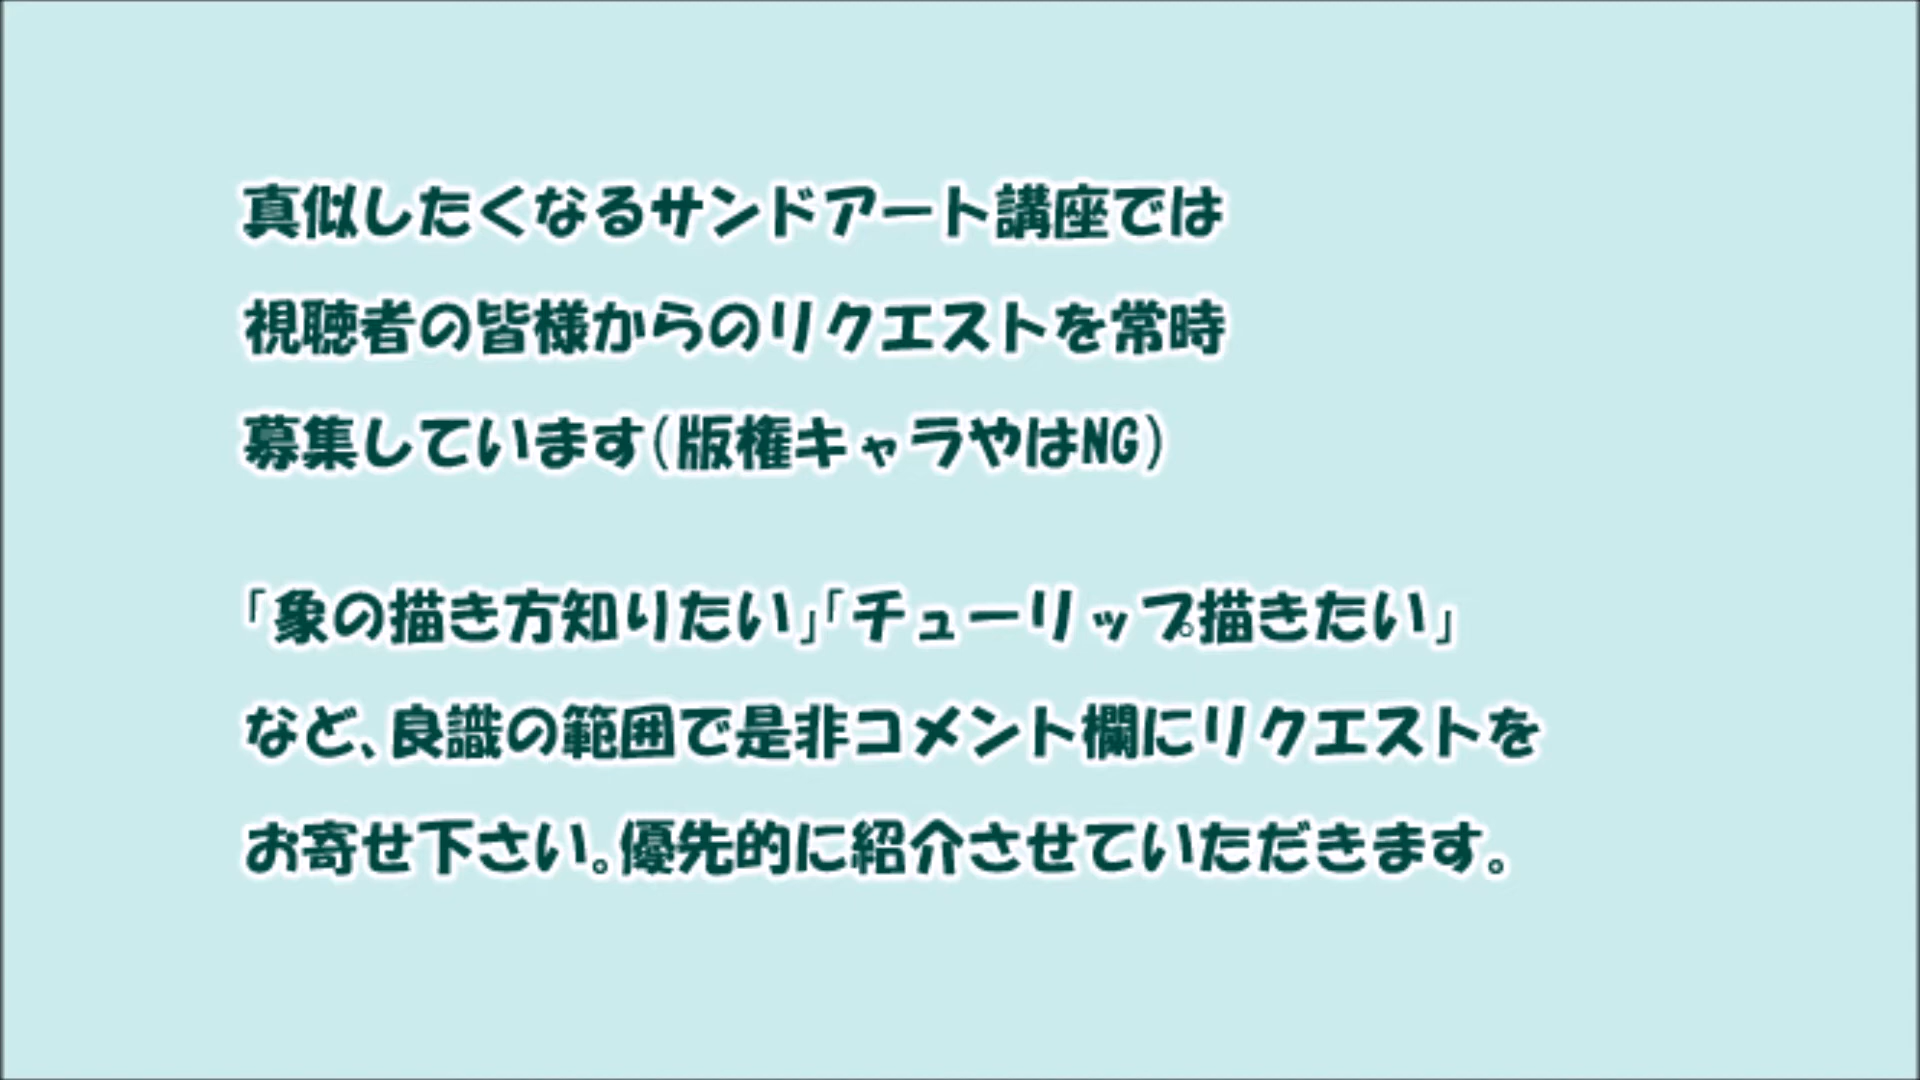 真似したくなるサンドアート講座では
視聴者の皆様からのリクエストを常時
募集しています(版権キャラやはNG)
「象の描き方知りたい」「チューリップ描きたい」
など、良識の範囲で是非コメント欄にリクエストを
お寄せ下さい。優先的に紹介させていただきます。